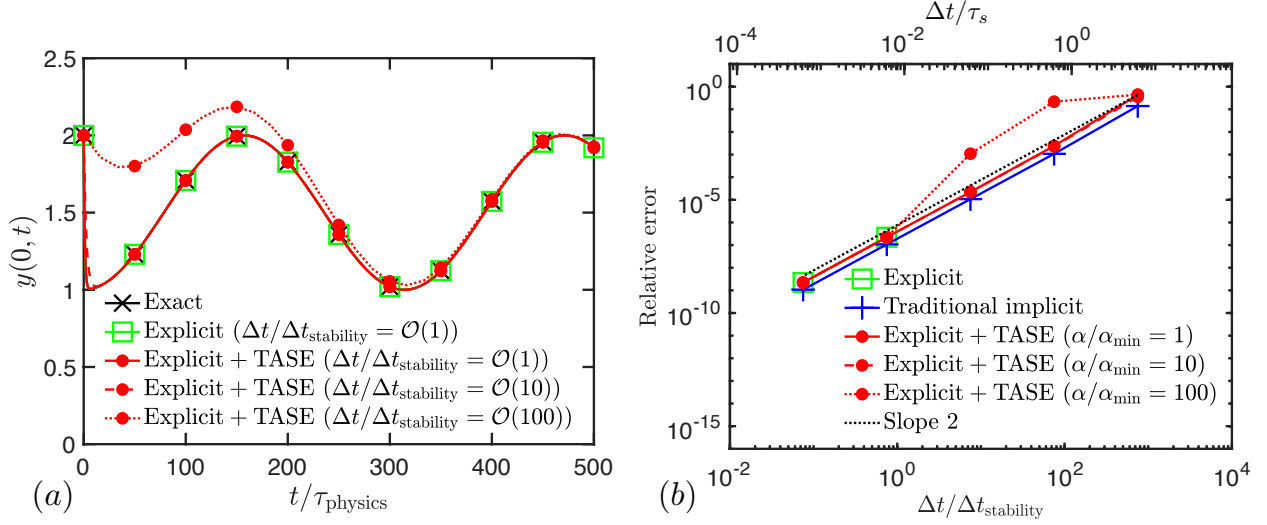 2.5
2
1.5
1
0.5
0
y(0, t)
Exact
Explicit (Δt/Δt_stability = 𝒪(1))
Explicit + TASE (Δt/Δt_stability = 𝒪(1))
Explicit + TASE (Δt/Δt_stability = 𝒪(10))
Explicit + TASE (Δt/Δt_stability = 𝒪(100))
0 100 200 300 400 500
t/τ_physics
(a)
Δt/τ_s
10^-4 10^-2 10^0
10^0
10^-5
10^-10
10^-15
Relative error
Explicit
Traditional implicit
Explicit + TASE (α/α_min = 1)
Explicit + TASE (α/α_min = 10)
Explicit + TASE (α/α_min = 100)
Slope 2
10^-2 10^0 10^2 10^4
Δt/Δt_stability
(b)